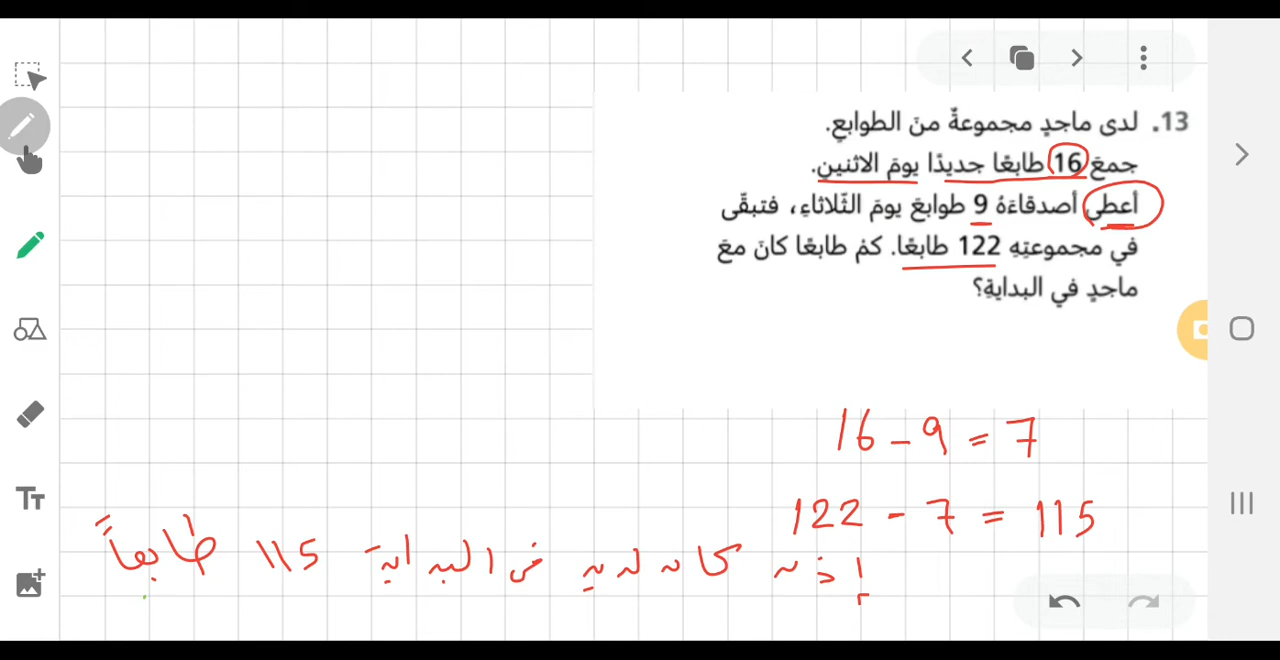 13. لدى ماجدٍ مجموعةٌ منَ الطوابعِ.
جمعَ 16 طابعًا جديدًا يومَ الاثنينِ.
أعطى أصدقاءَهُ 9 طوابعَ يومَ الثّلاثاءِ، فتبقّى
في مجموعتِهِ 122 طابعًا. كمْ طابعًا كانَ معَ
ماجدٍ في البدايةِ؟
16 - 9 = 7
122 - 7 = 115
إذن كان لديه في البداية 115 طابعاً
Tт